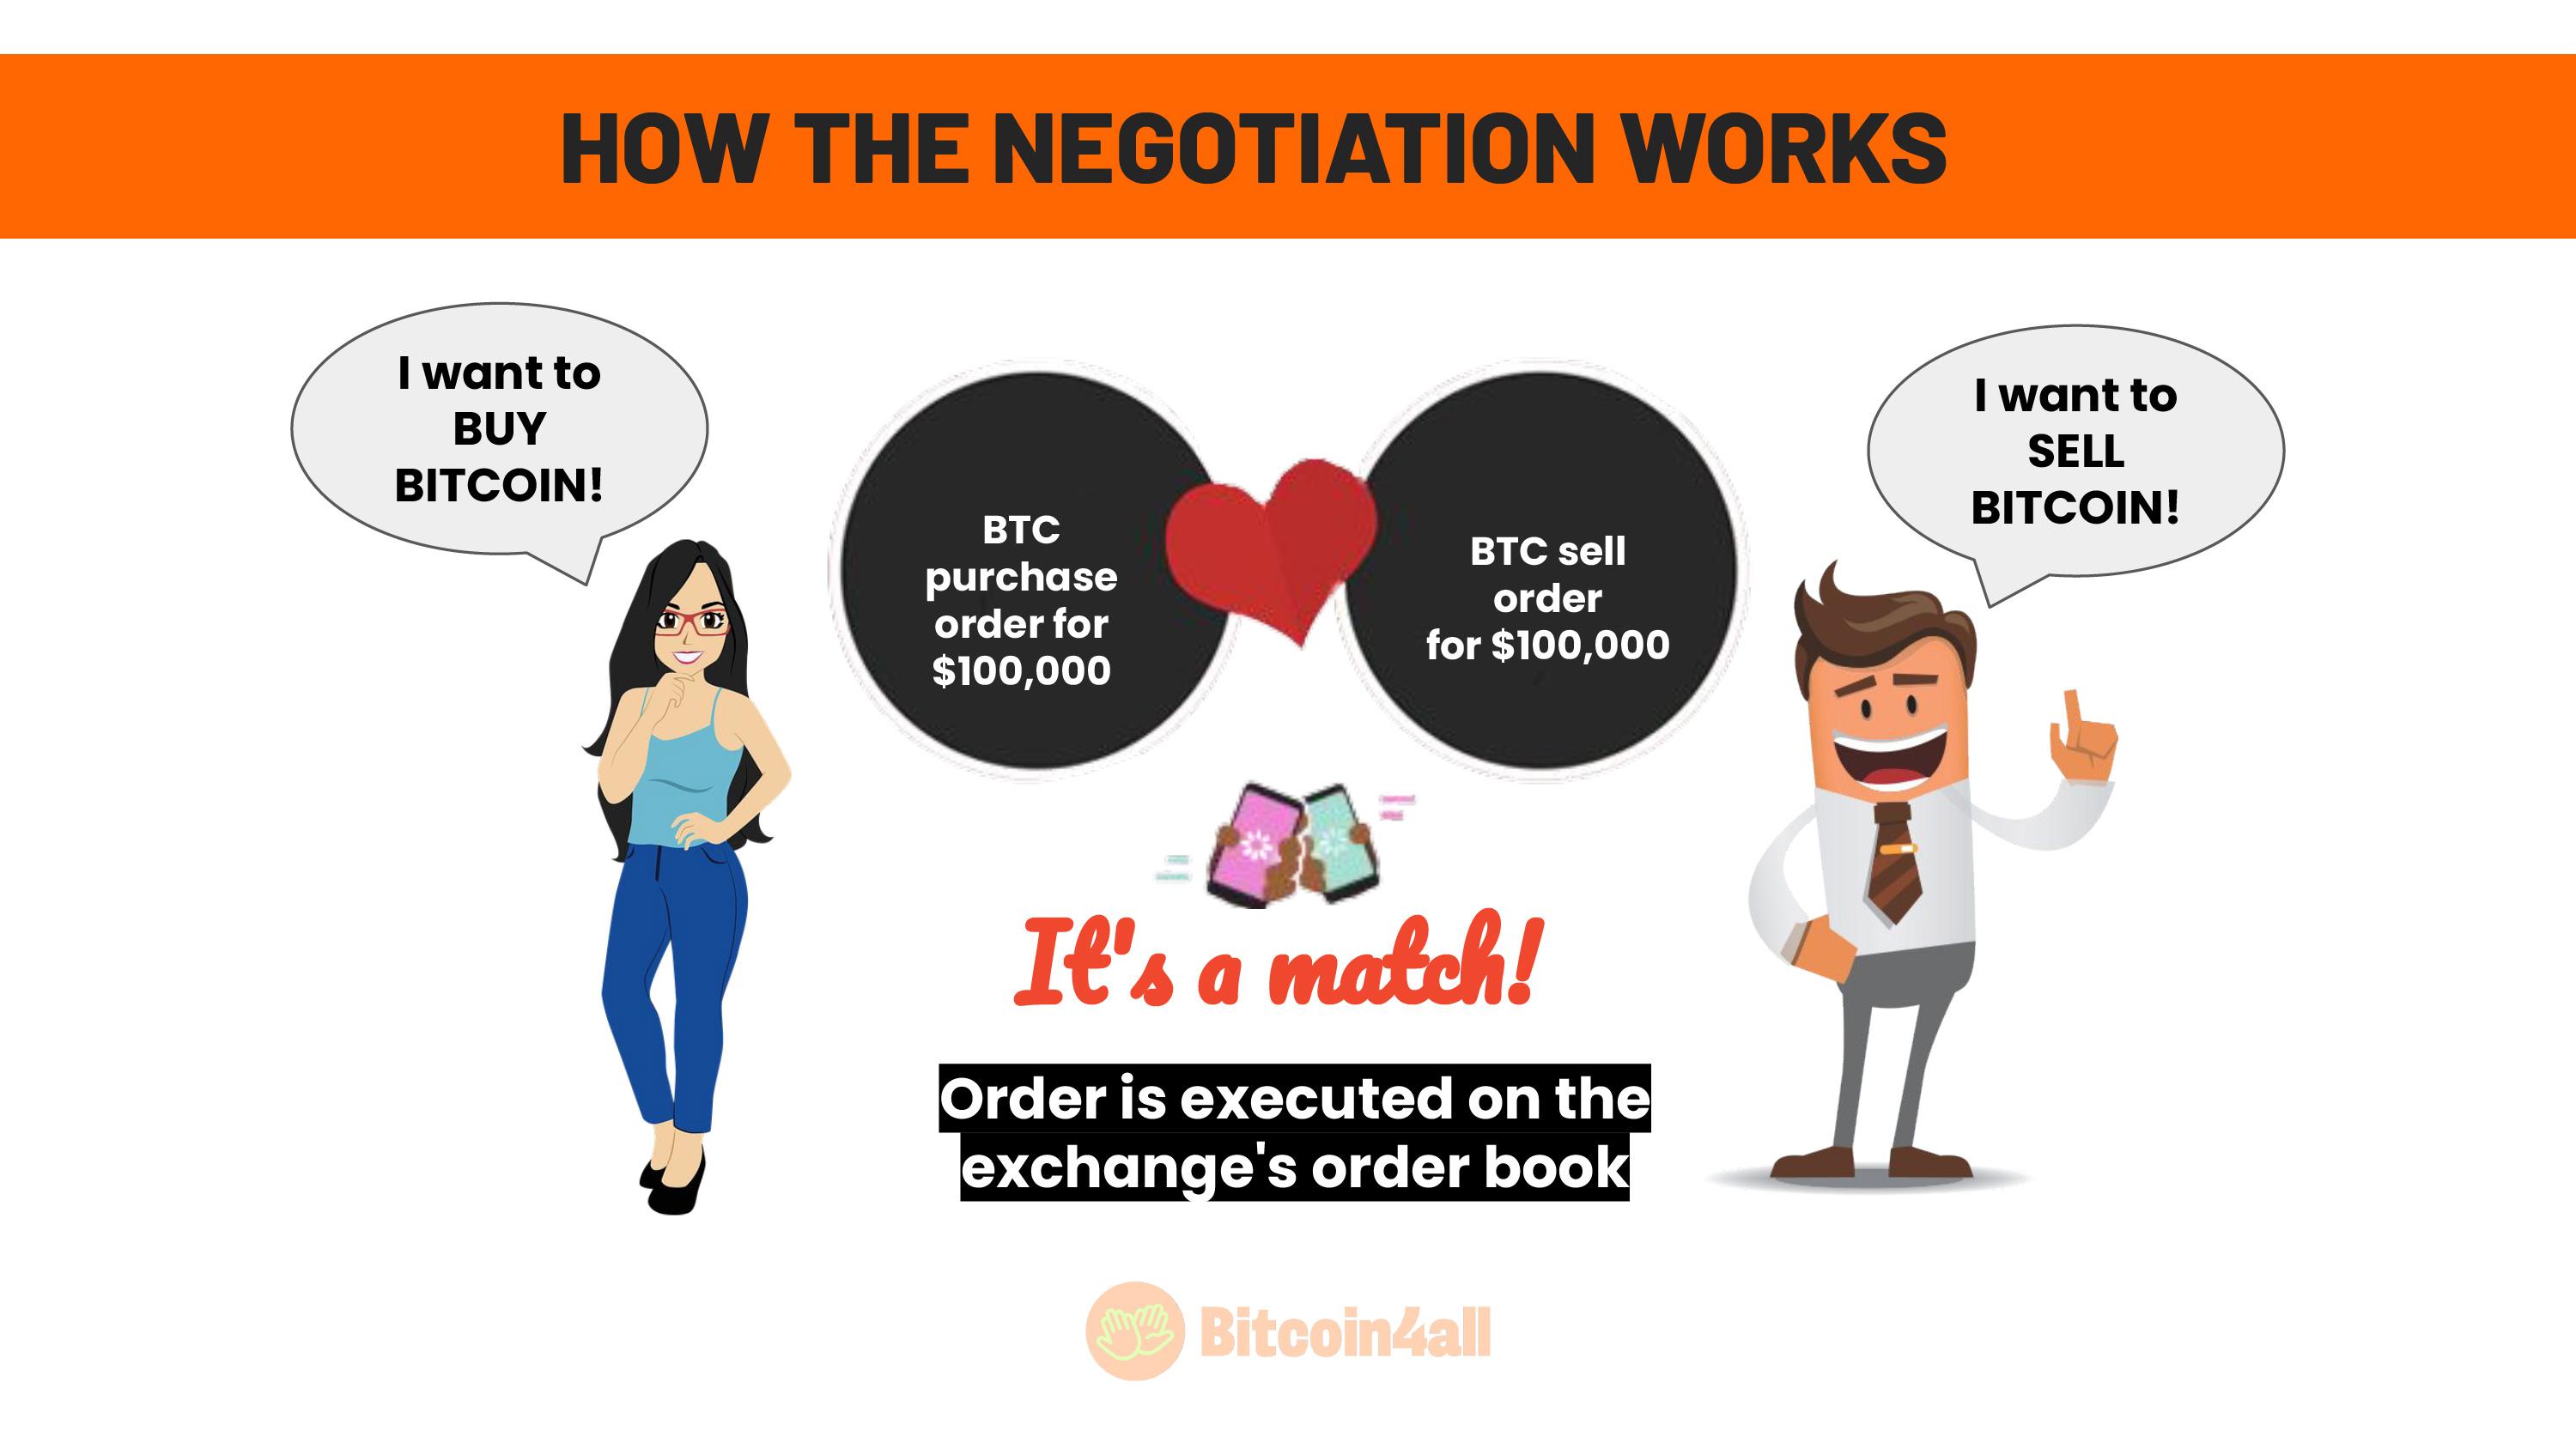 HOW THE NEGOTIATION WORKS
I want to
BUY
BITCOIN!
I want to
SELL
BITCOIN!
BTC
purchase
order for
$100,000
BTC sell
order
for $100,000
It's a match!
Order is executed on the
exchange's order book
Bitcoin4all